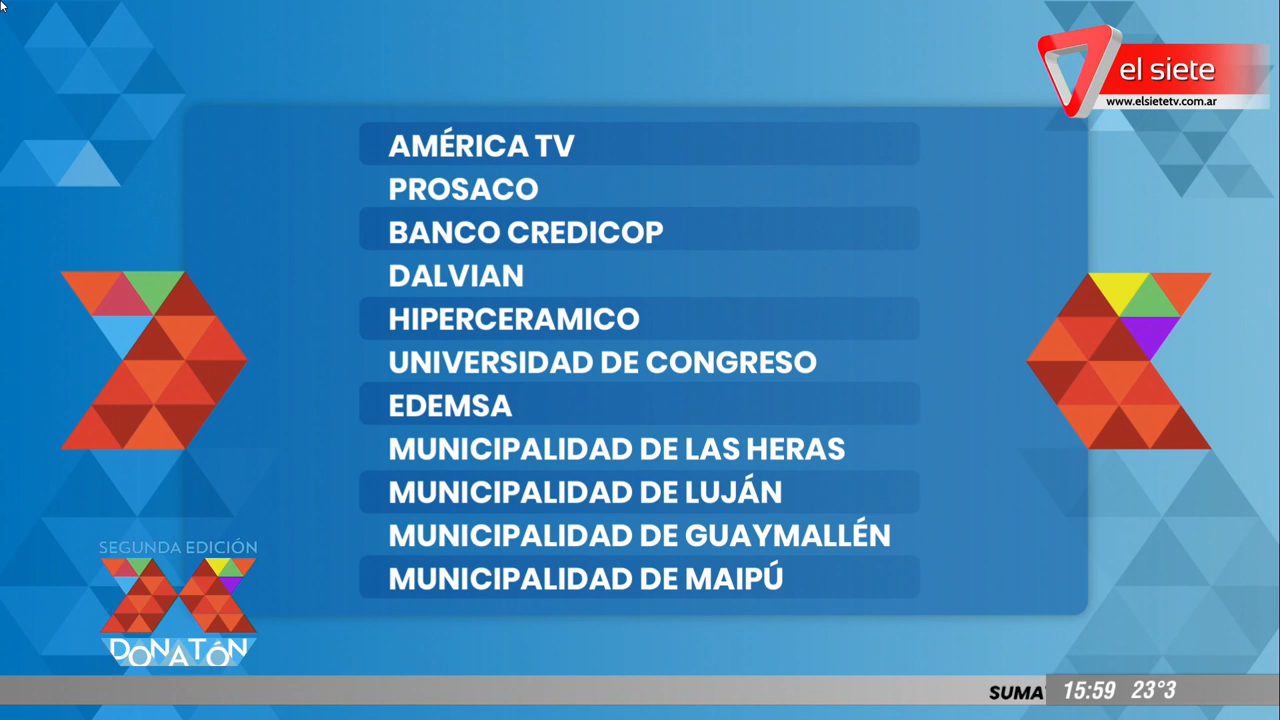 el siete
www.elsietetv.com.ar
AMÉRICA TV
PROSACO
BANCO CREDICOP
DALVIAN
HIPERCERAMICO
UNIVERSIDAD DE CONGRESO
EDEMSA
MUNICIPALIDAD DE LAS HERAS
MUNICIPALIDAD DE LUJÁN
MUNICIPALIDAD DE GUAYMALLÉN
MUNICIPALIDAD DE MAIPÚ
SEGUNDA EDICIÓN
DONATÓN
SUMA
15:59 23°3